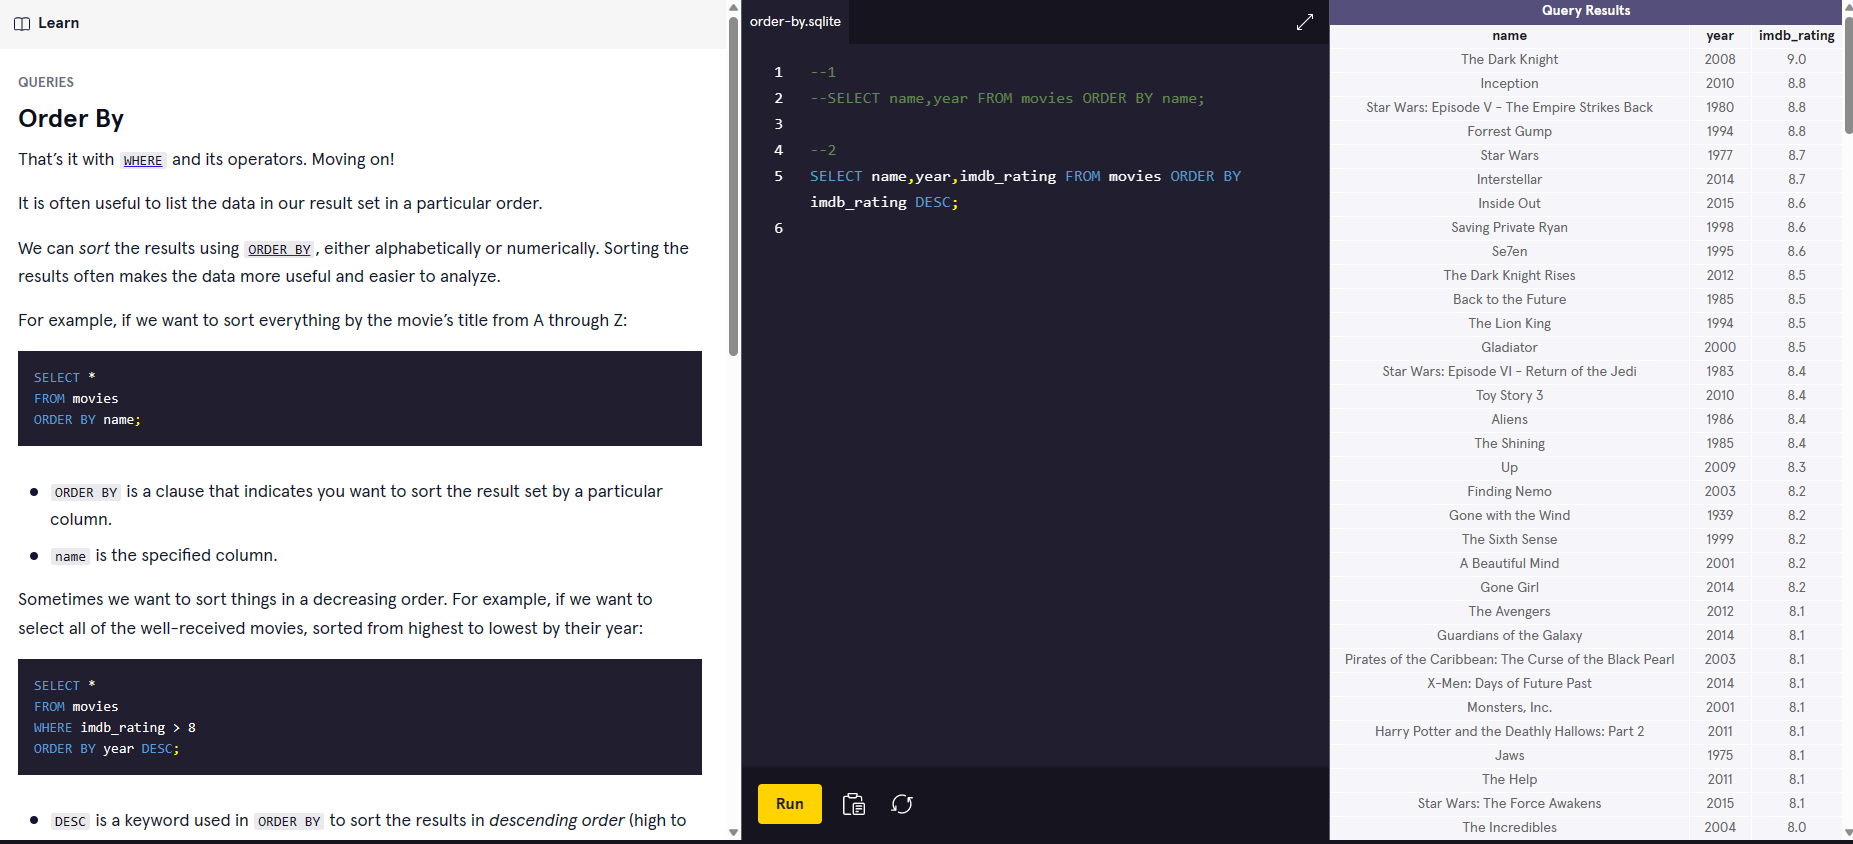 Learn
QUERIES
Order By
That’s it with WHERE and its operators. Moving on!
It is often useful to list the data in our result set in a particular order.
We can sort the results using ORDER BY, either alphabetically or numerically. Sorting the
results often makes the data more useful and easier to analyze.
For example, if we want to sort everything by the movie’s title from A through Z:
SELECT *
FROM movies
ORDER BY name;
ORDER BY is a clause that indicates you want to sort the result set by a particular
column.
name is the specified column.
Sometimes we want to sort things in a decreasing order. For example, if we want to
select all of the well-received movies, sorted from highest to lowest by their year:
SELECT *
FROM movies
WHERE imdb_rating > 8
ORDER BY year DESC;
DESC is a keyword used in ORDER BY to sort the results in descending order (high to
order-by.sqlite
1 --1
2 --SELECT name,year FROM movies ORDER BY name;
3
4 --2
5 SELECT name,year,imdb_rating FROM movies ORDER BY
imdb_rating DESC;
6
Run
Query Results
name year imdb_rating
The Dark Knight 2008 9.0
Inception 2010 8.8
Star Wars: Episode V - The Empire Strikes Back 1980 8.8
Forrest Gump 1994 8.8
Star Wars 1977 8.7
Interstellar 2014 8.7
Inside Out 2015 8.6
Saving Private Ryan 1998 8.6
Se7en 1995 8.6
The Dark Knight Rises 2012 8.5
Back to the Future 1985 8.5
The Lion King 1994 8.5
Gladiator 2000 8.5
Star Wars: Episode VI - Return of the Jedi 1983 8.4
Toy Story 3 2010 8.4
Aliens 1986 8.4
The Shining 1985 8.4
Up 2009 8.3
Finding Nemo 2003 8.2
Gone with the Wind 1939 8.2
The Sixth Sense 1999 8.2
A Beautiful Mind 2001 8.2
Gone Girl 2014 8.2
The Avengers 2012 8.1
Guardians of the Galaxy 2014 8.1
Pirates of the Caribbean: The Curse of the Black Pearl 2003 8.1
X-Men: Days of Future Past 2014 8.1
Monsters, Inc. 2001 8.1
Harry Potter and the Deathly Hallows: Part 2 2011 8.1
Jaws 1975 8.1
The Help 2011 8.1
Star Wars: The Force Awakens 2015 8.1
The Incredibles 2004 8.0